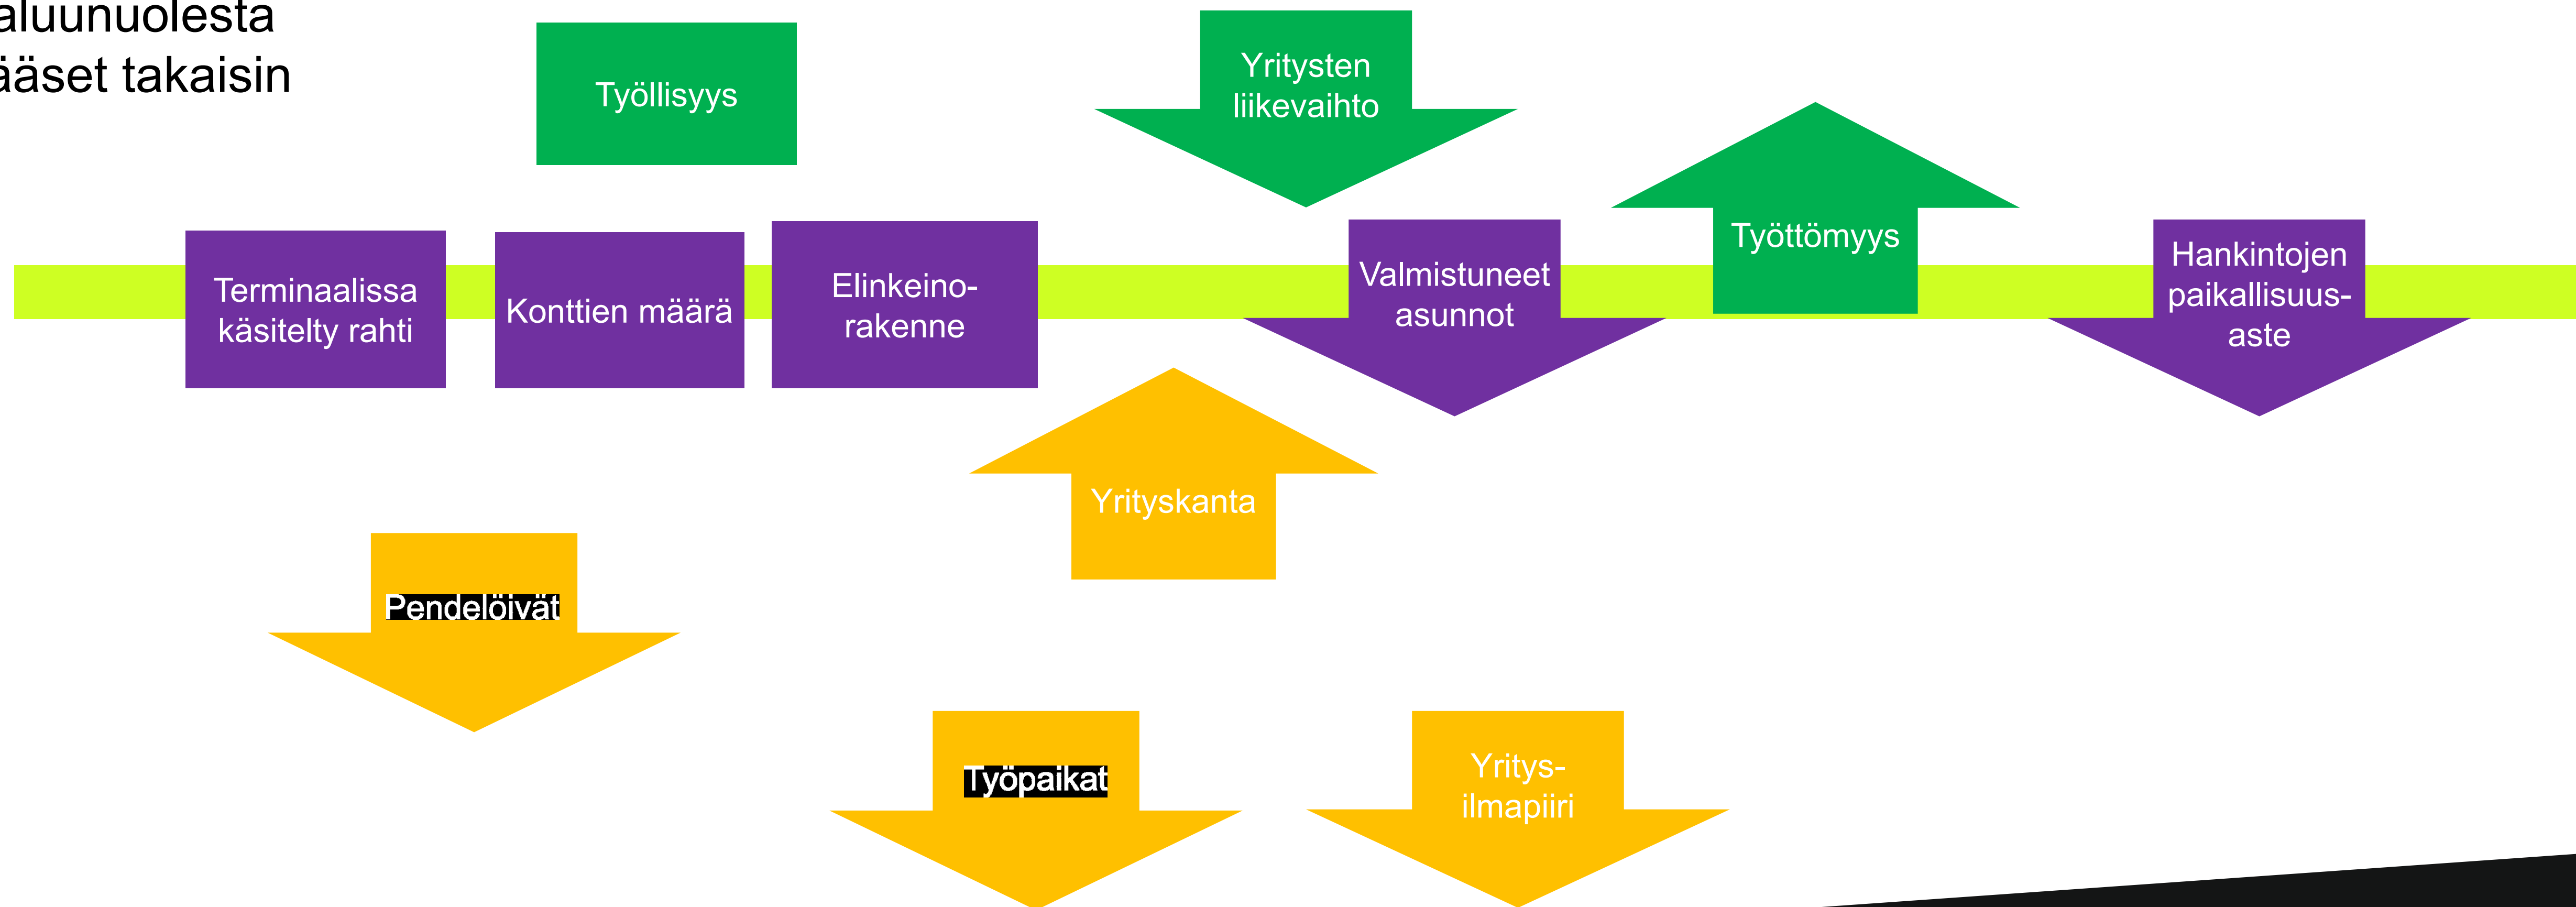 aluunuolesta
ääset takaisin
Työllisyys
Yritysten
liikevaihto
Työttömyys
Terminaalissa
käsitelty rahti
Konttien määrä
Elinkeino-
rakenne
Valmistuneet
asunnot
Hankintojen
paikallisuus-
aste
Yrityskanta
Pendelöivät
Työpaikat
Yritys-
ilmapiiri